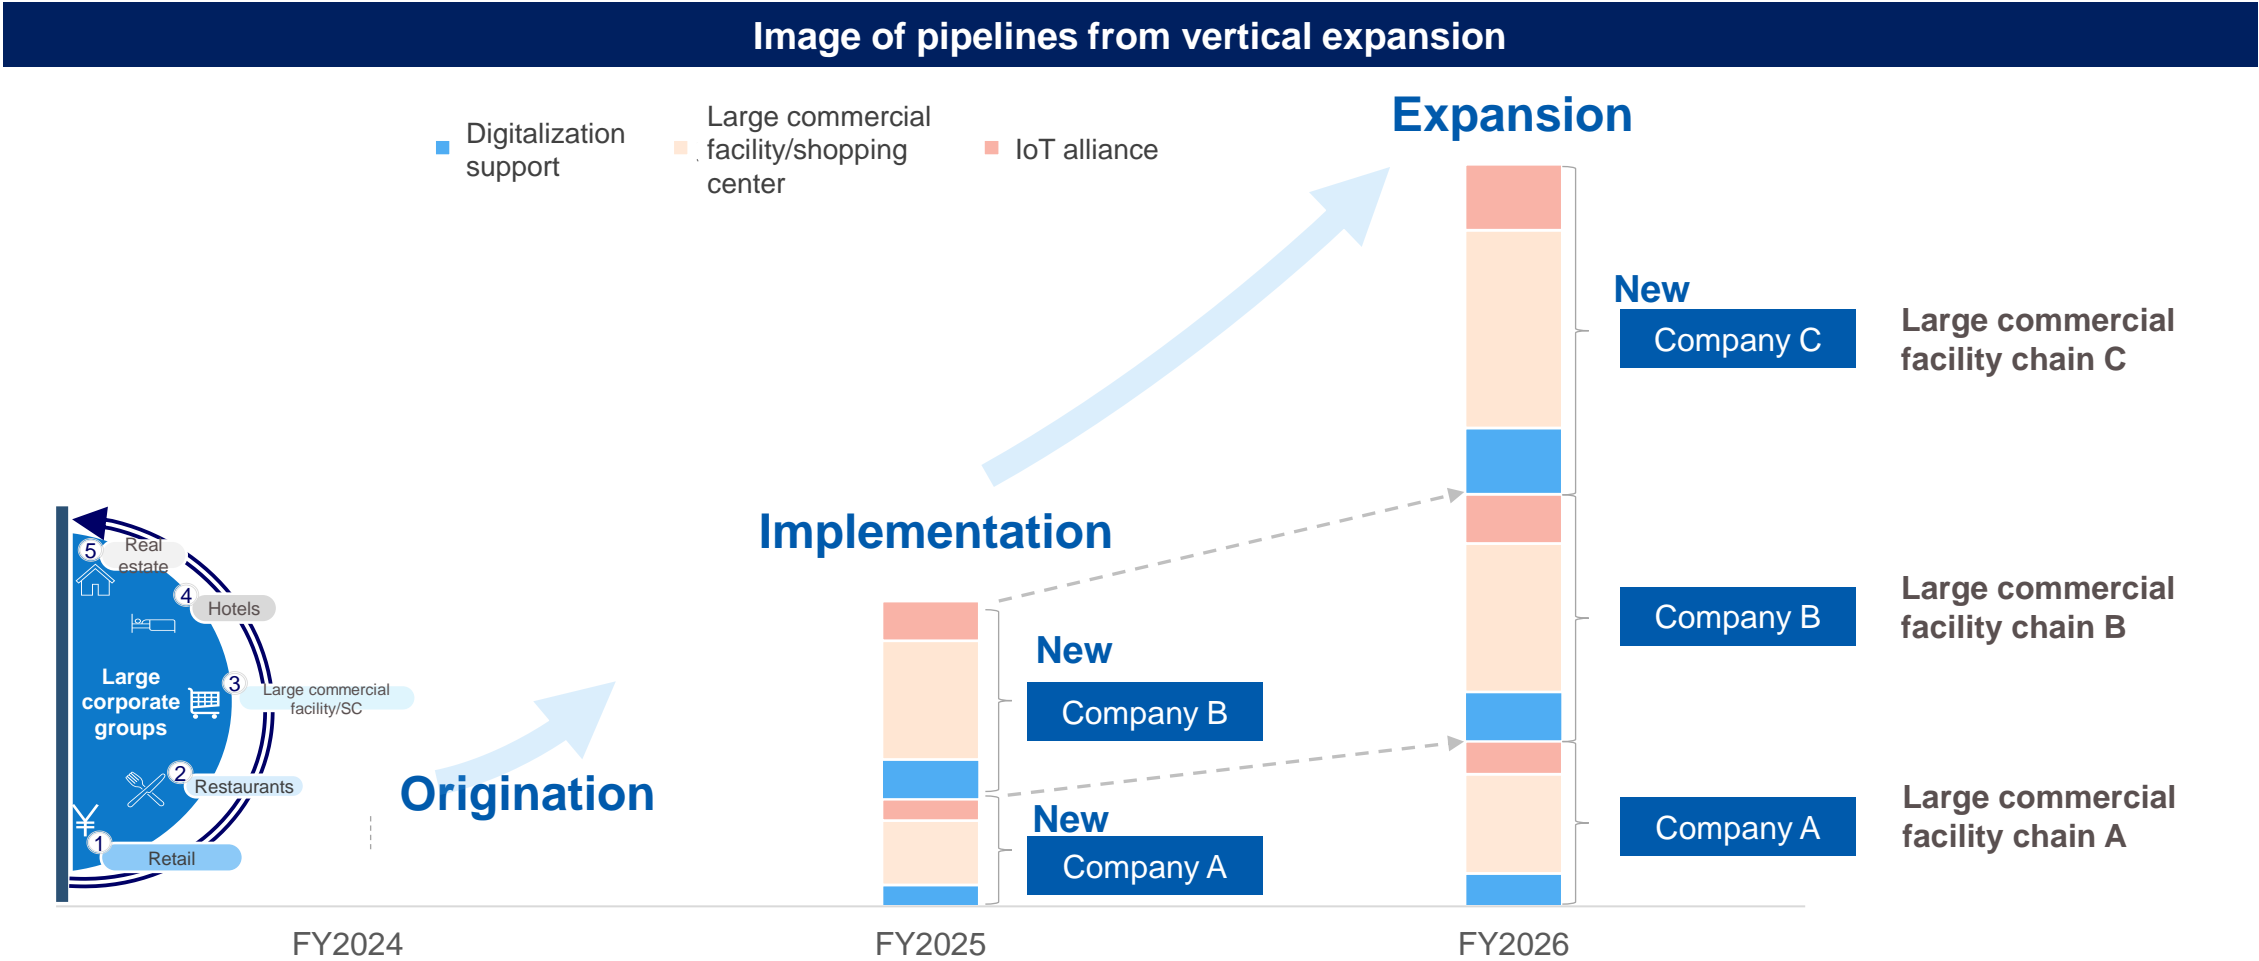 Image of pipelines from vertical expansion
Digitalization
support
Large commercial
facility/shopping
center
IoT alliance
Expansion
New
Company C
Large commercial
facility chain C
Implementation
5
Real
estate
4
Hotels
Large
corporate
groups
3
Large commercial
facility/SC
2
Restaurants
¥
1
Retail
Origination
New
Company B
New
Company A
Company B
Large commercial
facility chain B
Company A
Large commercial
facility chain A
FY2024
FY2025
FY2026